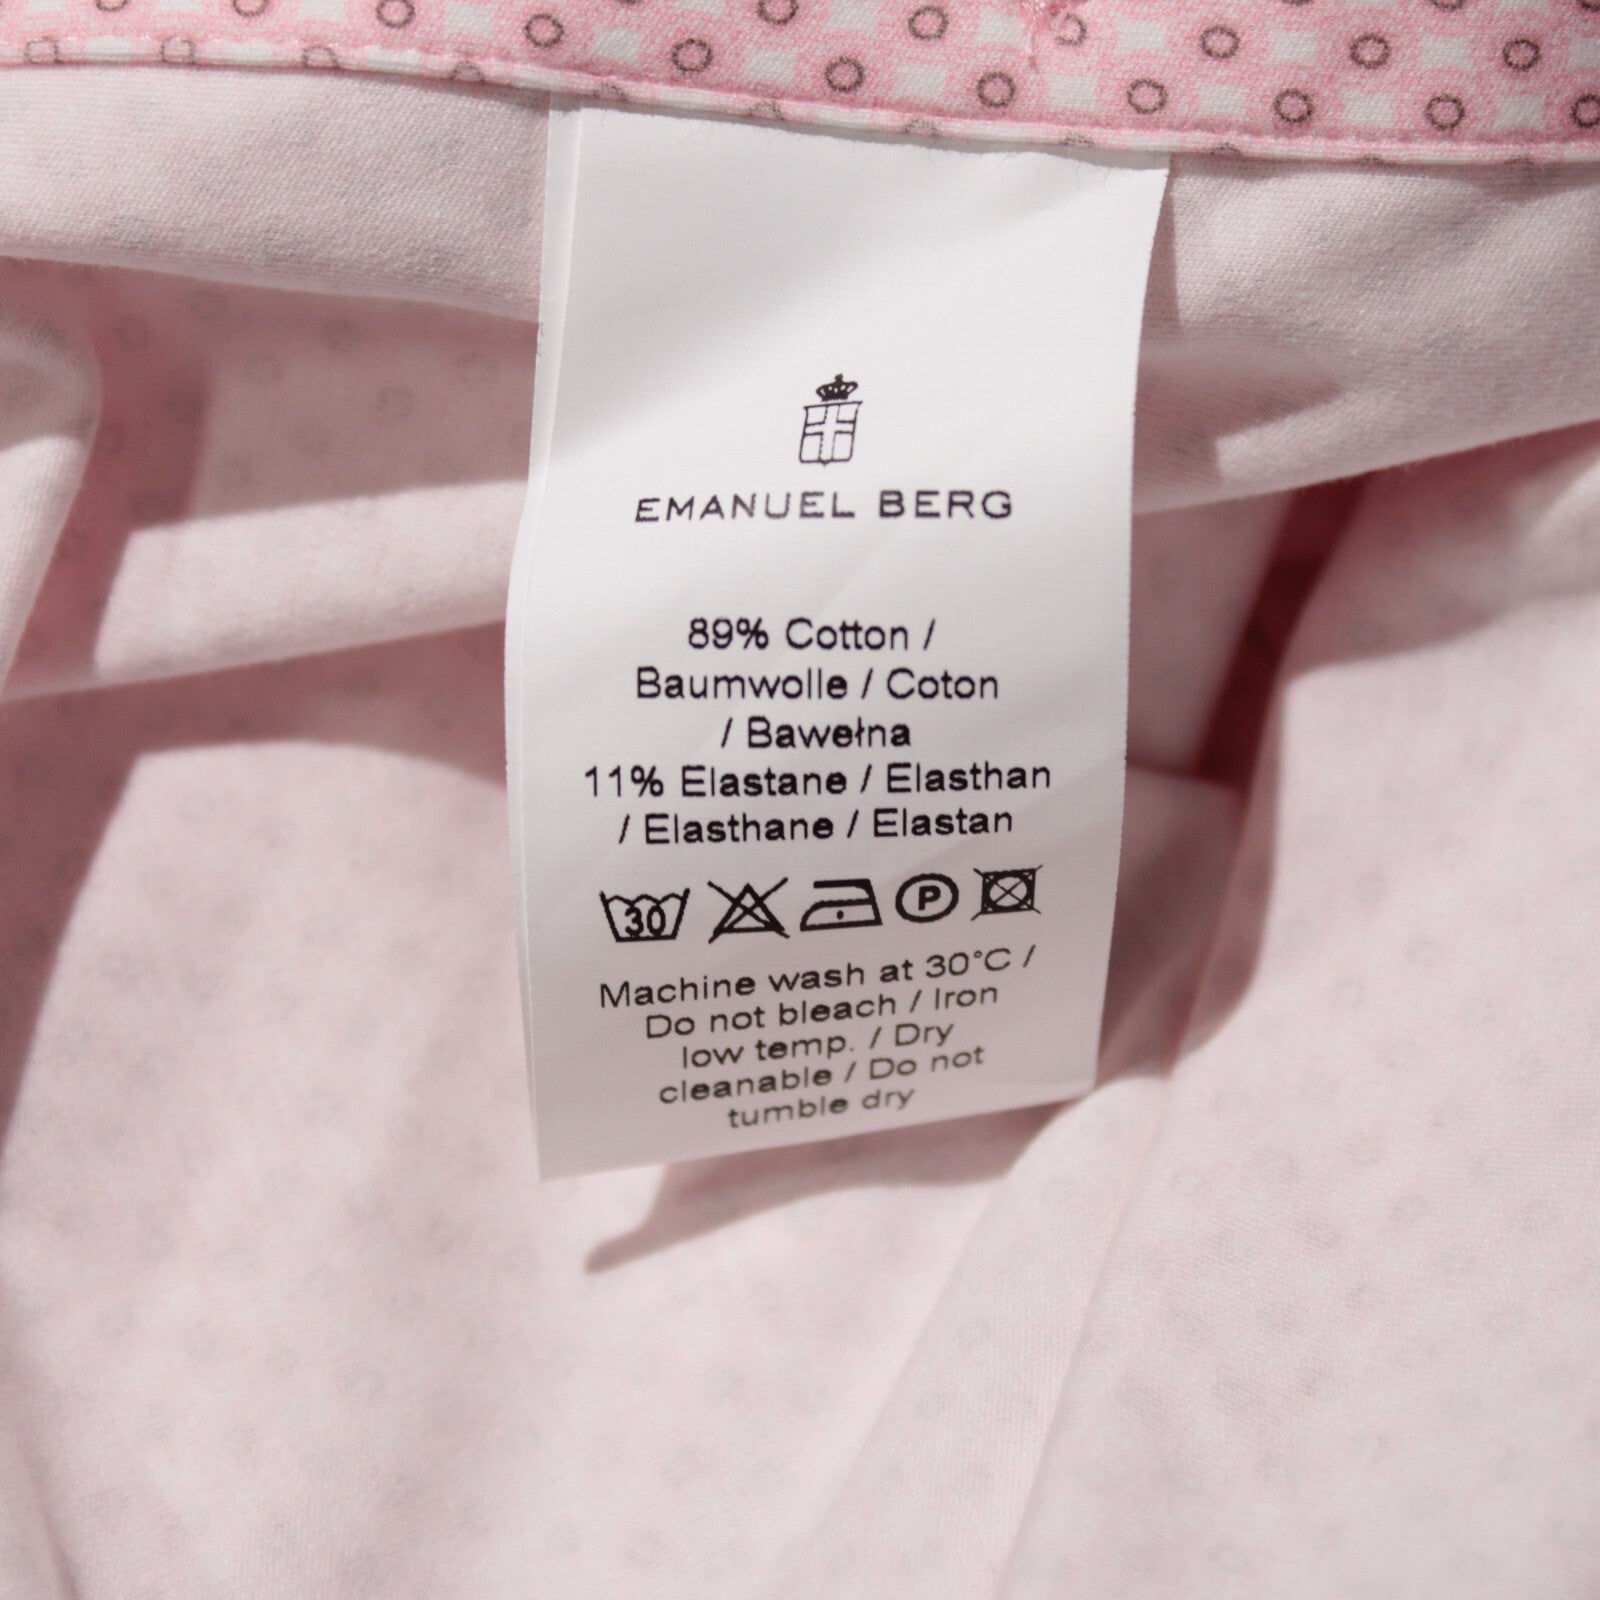 EMANUEL BERG
89% Cotton /
Baumwolle / Coton
/ Bawełna
11% Elastane / Elasthan
/ Elasthane / Elastan
30 P
Machine wash at 30°C /
Do not bleach / Iron
low temp. / Dry
cleanable / Do not
tumble dry